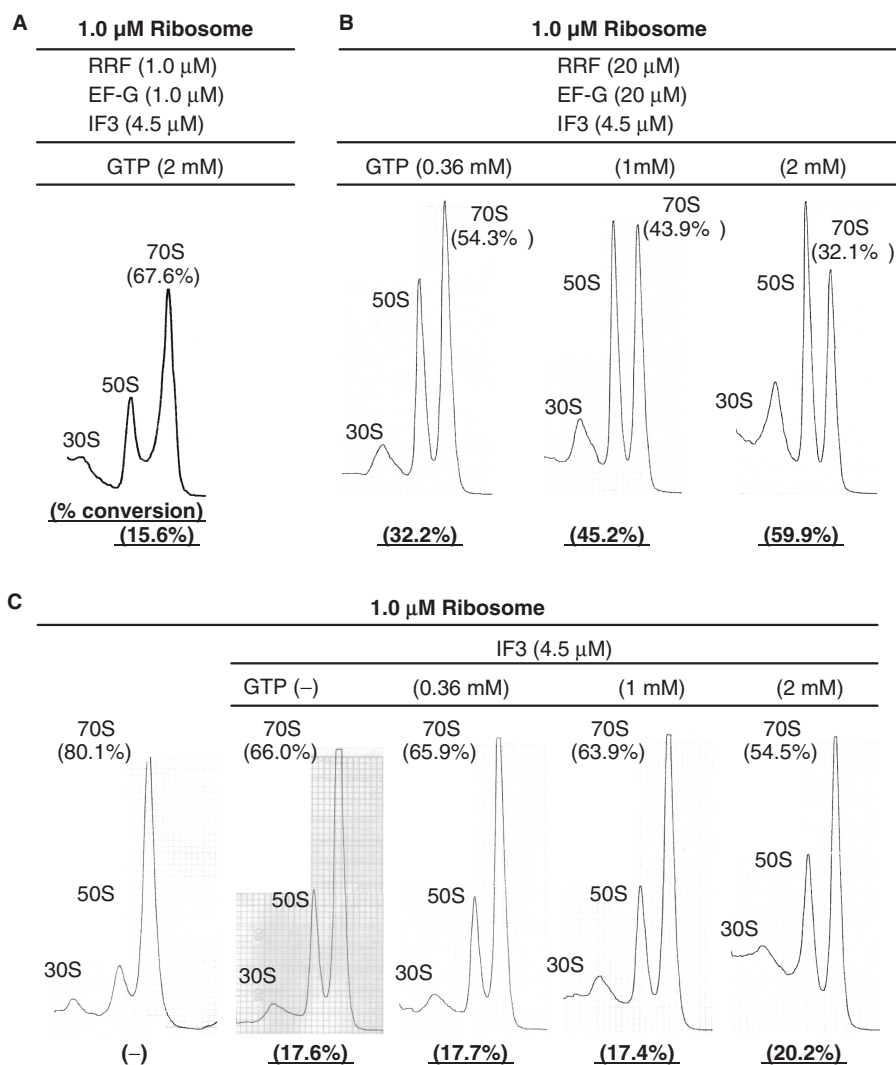 A
1.0 µM Ribosome
RRF (1.0 µM)
EF-G (1.0 µM)
IF3 (4.5 µM)
GTP (2 mM)
70S
(67.6%)
50S
30S
(% conversion)
(15.6%)
B
1.0 µM Ribosome
RRF (20 µM)
EF-G (20 µM)
IF3 (4.5 µM)
GTP (0.36 mM) (1mM) (2 mM)
70S
(54.3% )
50S
30S
(32.2%)
70S
(43.9% )
50S
30S
(45.2%)
70S
(32.1% )
50S
30S
(59.9%)
C
1.0 µM Ribosome
IF3 (4.5 µM)
GTP (–) (0.36 mM) (1 mM) (2 mM)
70S
(80.1%)
50S
30S
(–)
70S
(66.0%)
50S
30S
(17.6%)
70S
(65.9%)
50S
30S
(17.7%)
70S
(63.9%)
50S
30S
(17.4%)
70S
(54.5%)
50S
30S
(20.2%)